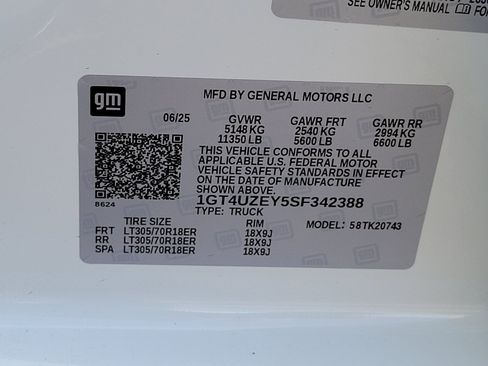 SEE OWNER'S MANUAL
gm
MFD BY GENERAL MOTORS LLC
06/25 GVWR GAWR FRT GAWR RR
5148 KG 2540 KG 2994 KG
11350 LB 5600 LB 6600 LB
THIS VEHICLE CONFORMS TO ALL
APPLICABLE U.S. FEDERAL MOTOR
VEHICLE SAFETY STANDARDS IN EFFECT
ON THE DATE OF MANUFACTURE
SHOWN ABOVE.
8624 1GT4UZEY5SF342388
TYPE: TRUCK
TIRE SIZE RIM MODEL: 58TK20743
FRT LT305/70R18ER 18X9J
RR LT305/70R18ER 18X9J
SPA LT305/70R18ER 18X9J